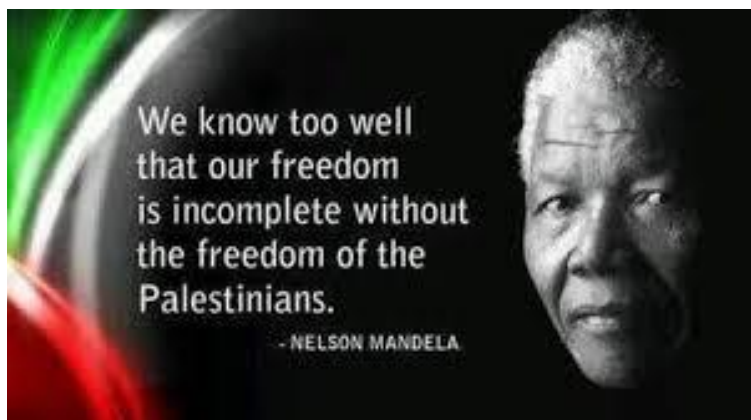 We know too well
that our freedom
is incomplete without
the freedom of the
Palestinians.
- NELSON MANDELA